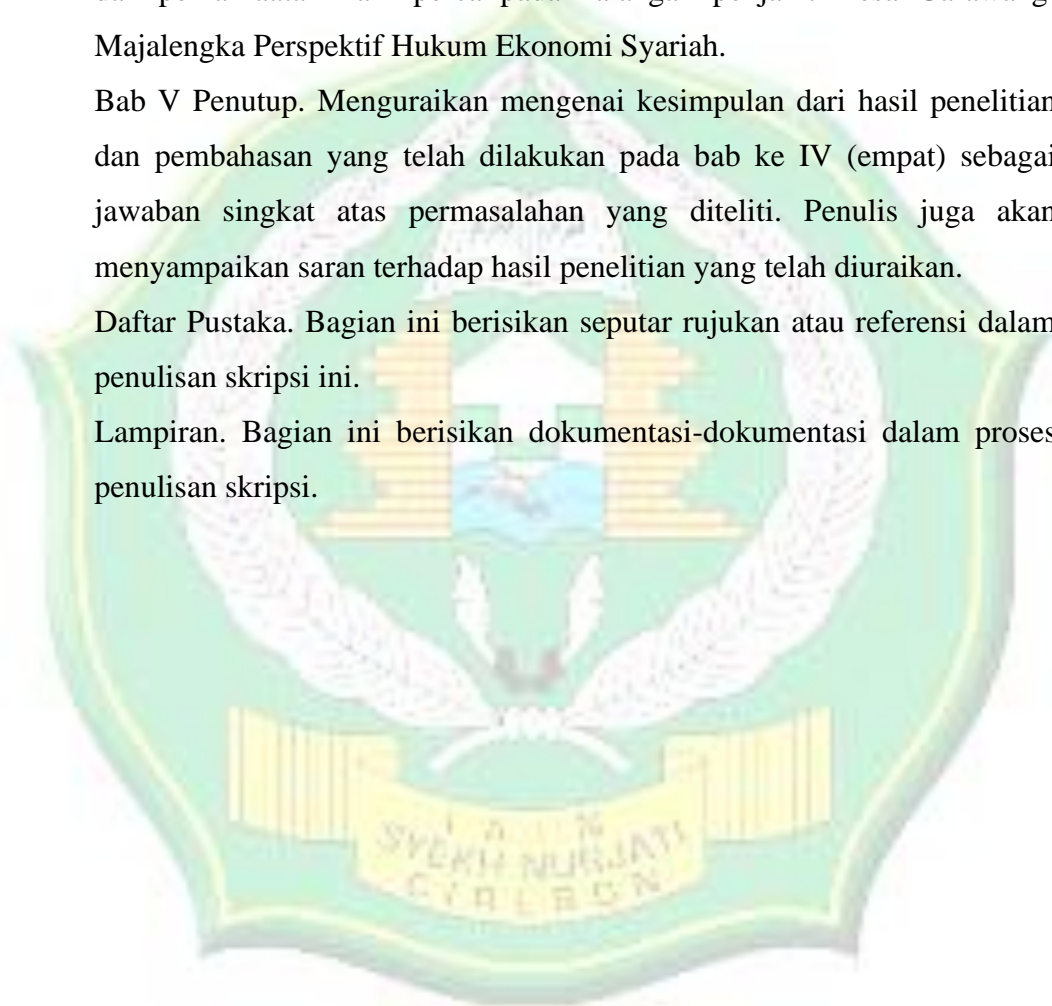 Majalengka Perspektif Hukum Ekonomi Syariah.
Bab V Penutup. Menguraikan mengenai kesimpulan dari hasil penelitian
dan pembahasan yang telah dilakukan pada bab ke IV (empat) sebagai
jawaban singkat atas permasalahan yang diteliti. Penulis juga akan
menyampaikan saran terhadap hasil penelitian yang telah diuraikan.
Daftar Pustaka. Bagian ini berisikan seputar rujukan atau referensi dalam
penulisan skripsi ini.
Lampiran. Bagian ini berisikan dokumentasi-dokumentasi dalam proses
penulisan skripsi.
IAIN
SYEKH NURJATI
CIREBON